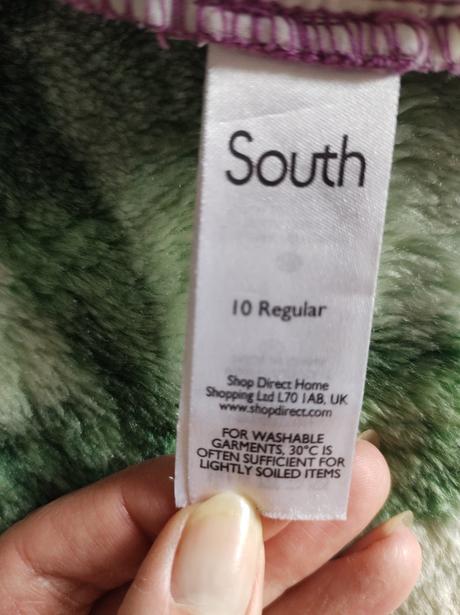 South
10 Regular
Shop Direct Home
Shopping Ltd L70 1AB, UK
www.shopdirect.com
FOR WASHABLE
GARMENTS, 30°C IS
OFTEN SUFFICIENT FOR
LIGHTLY SOILED ITEMS